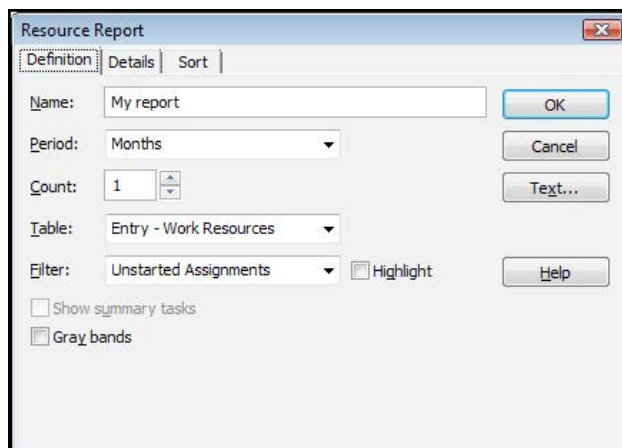 Resource Report
Definition Details Sort
Name: My report OK
Period: Months Cancel
Count: 1 Text...
Table: Entry - Work Resources
Filter: Unstarted Assignments Highlight Help
Show summary tasks
Gray bands